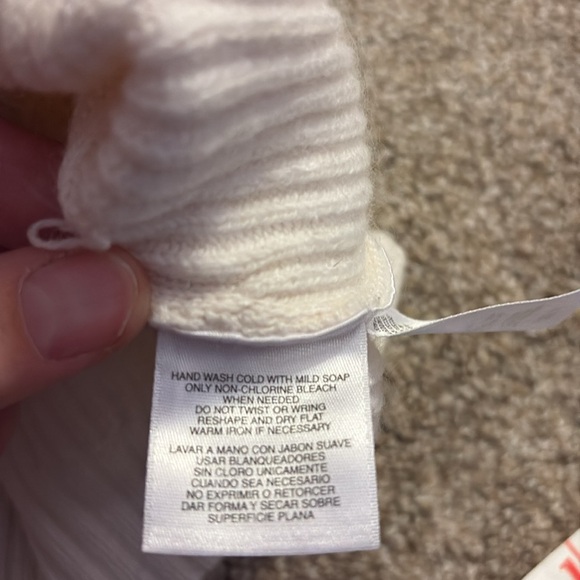 HAND WASH COLD WITH MILD SOAP
ONLY NON-CHLORINE BLEACH
WHEN NEEDED
DO NOT TWIST OR WRING
RESHAPE AND DRY FLAT
WARM IRON IF NECESSARY
LAVAR A MANO CON JABON SUAVE
USAR BLANQUEADORES
SIN CLORO UNICAMENTE
CUANDO SEA NECESARIO
NO EXPRIMIR O RETORCER
DAR FORMA Y SECAR SOBRE
SUPERFICIE PLANA